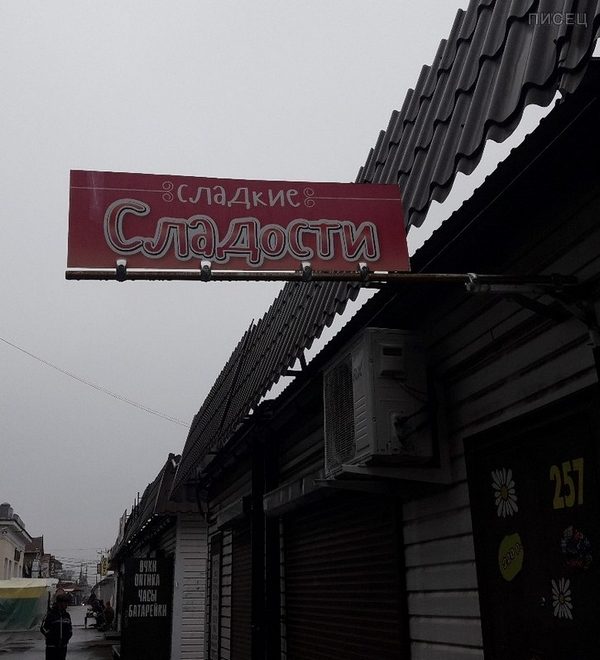 ПИСЕЦ
сладкие
Сладости
257
ОЧКИ
ОПТИКА
ЧАСЫ
БАТАРЕЙКИ